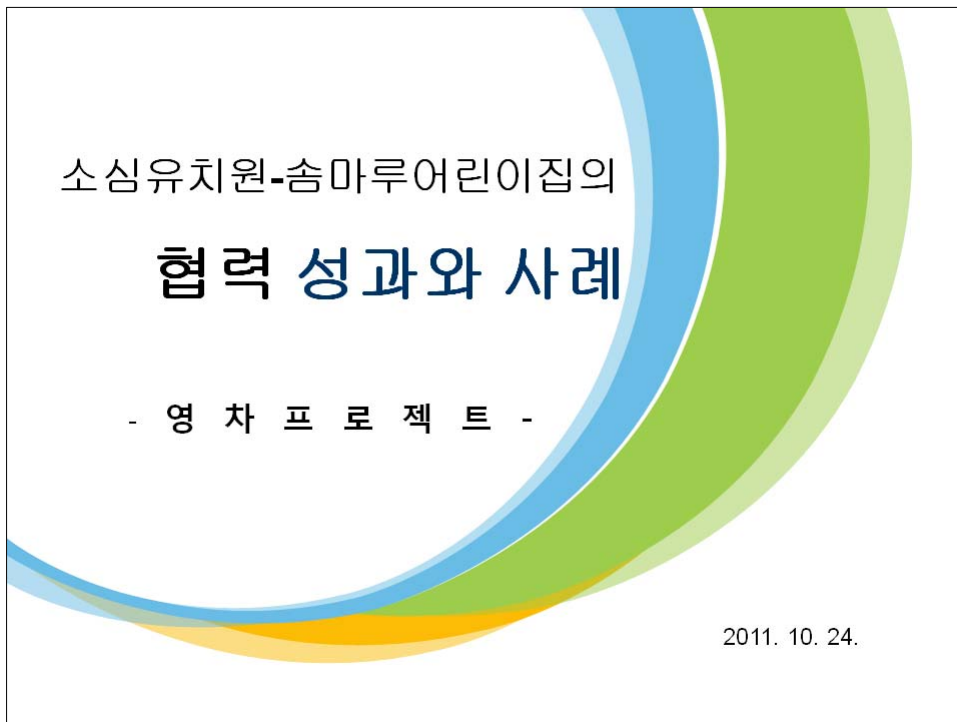 소심유치원-솜마루어린이집의
협력 성과와 사례
- 영 차 프 로 젝 트 -
2011. 10. 24.